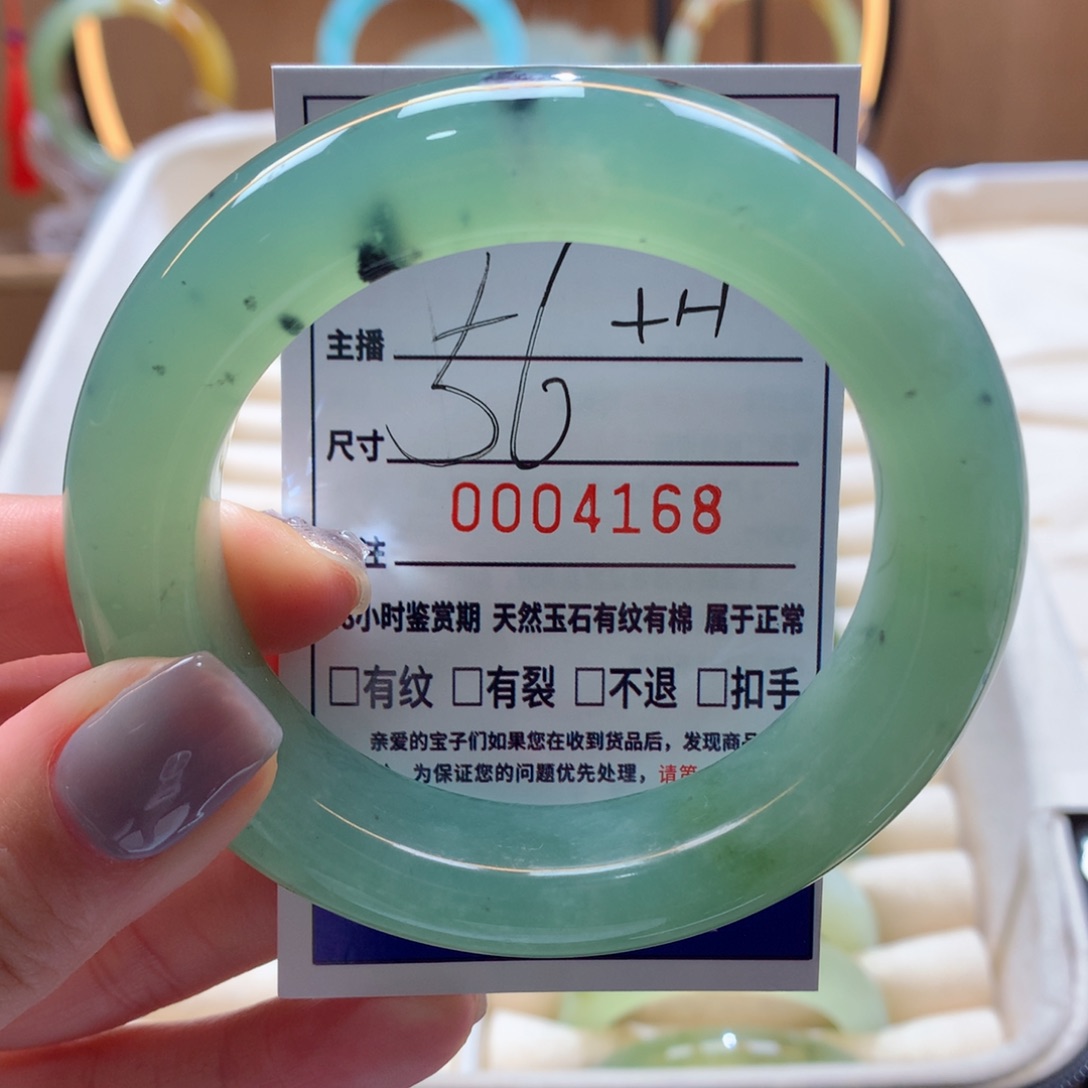 主播 +H
尺寸 56
0004168
注
小时鉴赏期 天然玉石有纹有棉 属于正常
□有纹 □有裂 □不退 □扣手
亲爱的宝子们如果您在收到货品后，发现商品
为保证您的问题优先处理，请第